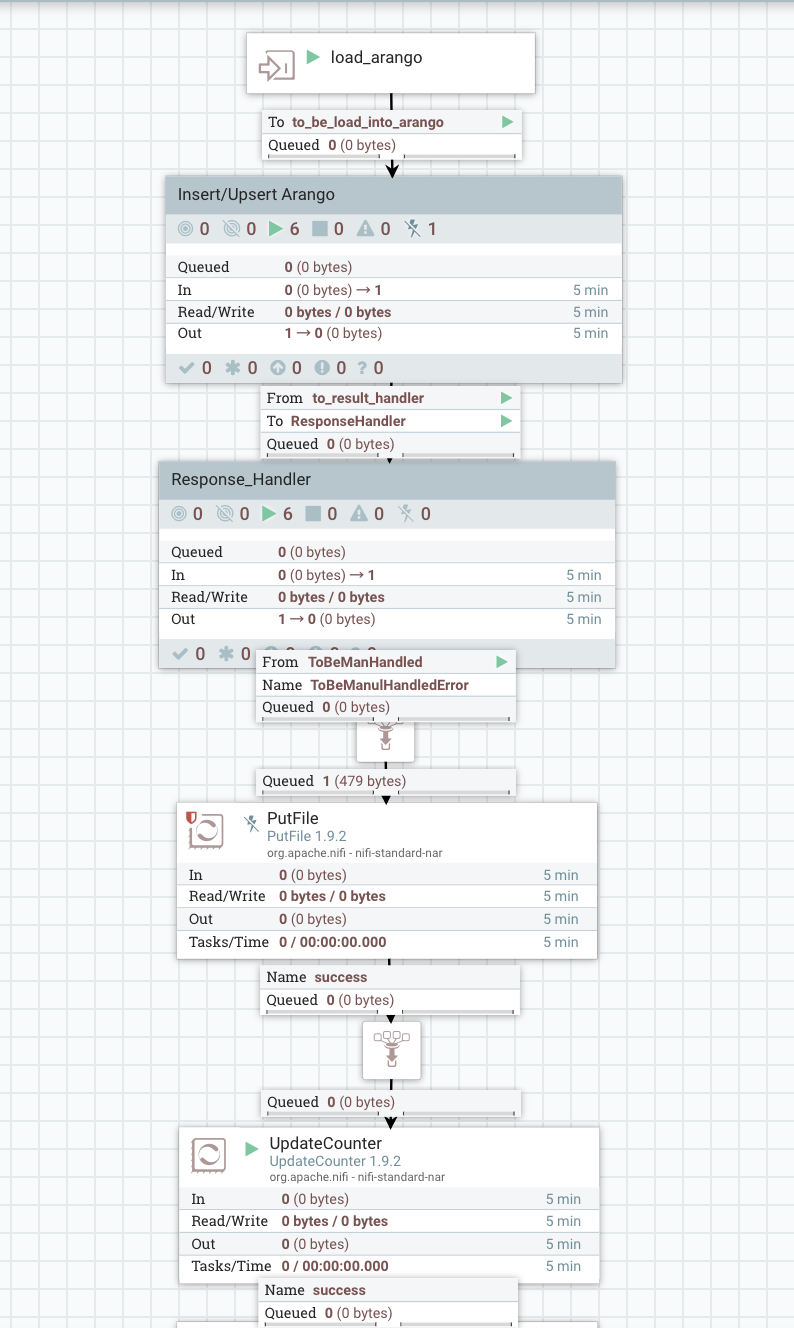 load_arango
To to_be_load_into_arango
Queued 0 (0 bytes)
Insert/Upsert Arango
0 0 6 0 0 1
Queued 0 (0 bytes)
In 0 (0 bytes) → 1 5 min
Read/Write 0 bytes / 0 bytes 5 min
Out 1 → 0 (0 bytes) 5 min
0 0 0 0 ? 0
From to_result_handler
To ResponseHandler
Queued 0 (0 bytes)
Response_Handler
0 0 6 0 0 0
Queued 0 (0 bytes)
In 0 (0 bytes) → 1 5 min
Read/Write 0 bytes / 0 bytes 5 min
Out 1 → 0 (0 bytes) 5 min
0 0
From ToBeManHandled
Name ToBeManulHandledError
Queued 0 (0 bytes)
Queued 1 (479 bytes)
PutFile
PutFile 1.9.2
org.apache.nifi - nifi-standard-nar
In 0 (0 bytes) 5 min
Read/Write 0 bytes / 0 bytes 5 min
Out 0 (0 bytes) 5 min
Tasks/Time 0 / 00:00:00.000 5 min
Name success
Queued 0 (0 bytes)
Queued 0 (0 bytes)
UpdateCounter
UpdateCounter 1.9.2
org.apache.nifi - nifi-standard-nar
In 0 (0 bytes) 5 min
Read/Write 0 bytes / 0 bytes 5 min
Out 0 (0 bytes) 5 min
Tasks/Time 0 / 00:00:00.000 5 min
Name success
Queued 0 (0 bytes)